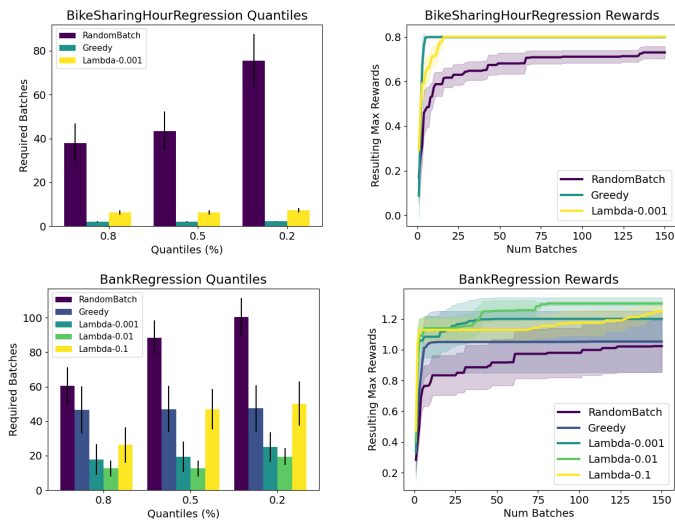 BikeSharingHourRegression Quantiles
RandomBatch
Greedy
Lambda-0.001
Required Batches
80
60
40
20
0
0.8 0.5 0.2
Quantiles (%)
BikeSharingHourRegression Rewards
Resulting Max Rewards
0.8
0.6
0.4
0.2
0.0
RandomBatch
Greedy
Lambda-0.001
0 25 50 75 100 125 150
Num Batches
BankRegression Quantiles
RandomBatch
Greedy
Lambda-0.001
Lambda-0.01
Lambda-0.1
Required Batches
100
80
60
40
20
0
0.8 0.5 0.2
Quantiles (%)
BankRegression Rewards
Resulting Max Rewards
1.2
1.0
0.8
0.6
0.4
0.2
RandomBatch
Greedy
Lambda-0.001
Lambda-0.01
Lambda-0.1
0 25 50 75 100 125 150
Num Batches